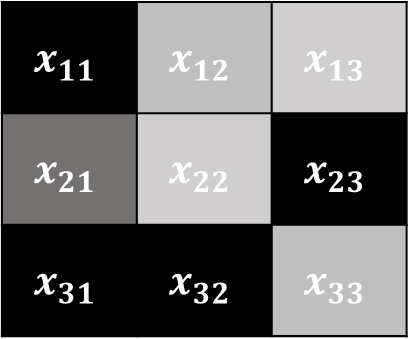 x₁₁ x₁₂ x₁₃
x₂₁ x₂₂ x₂₃
x₃₁ x₃₂ x₃₃